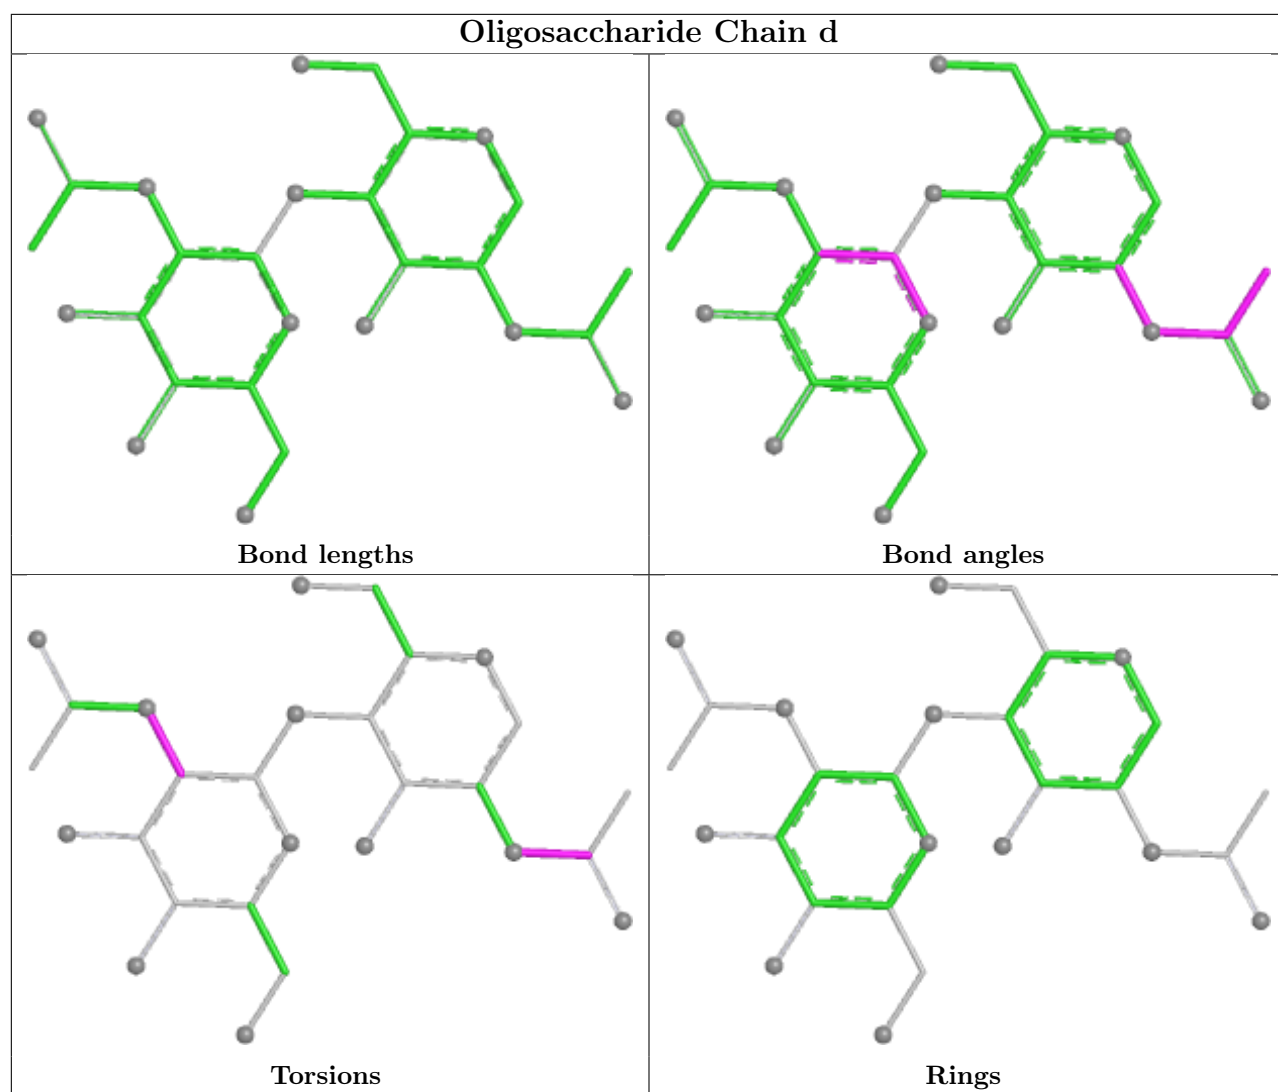 Oligosaccharide Chain d
Bond lengths
Bond angles
Torsions
Rings